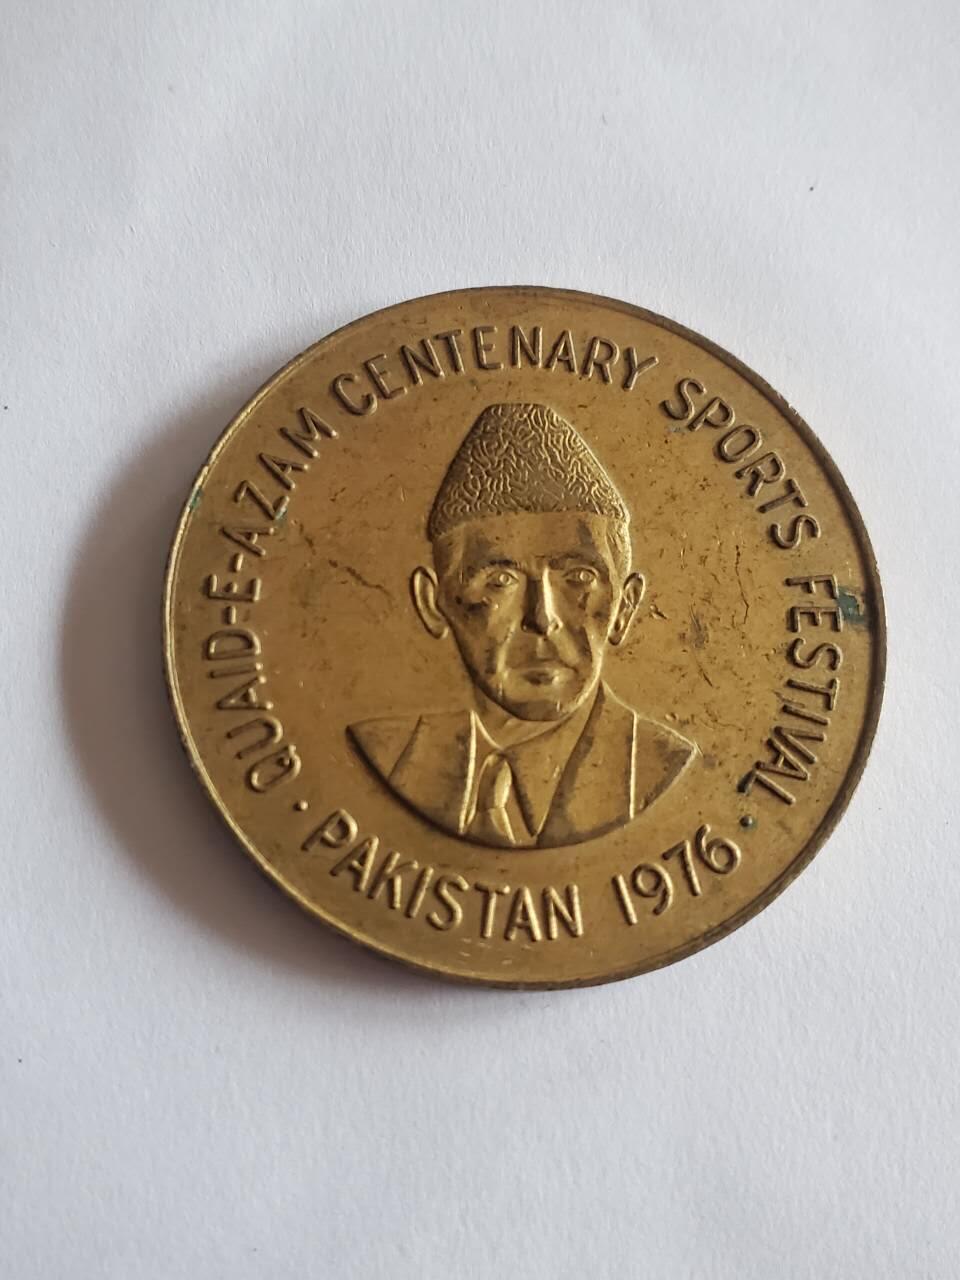 QUAID-E-AZAM CENTENARY SPORTS FESTIVAL
· PAKISTAN 1976 ·